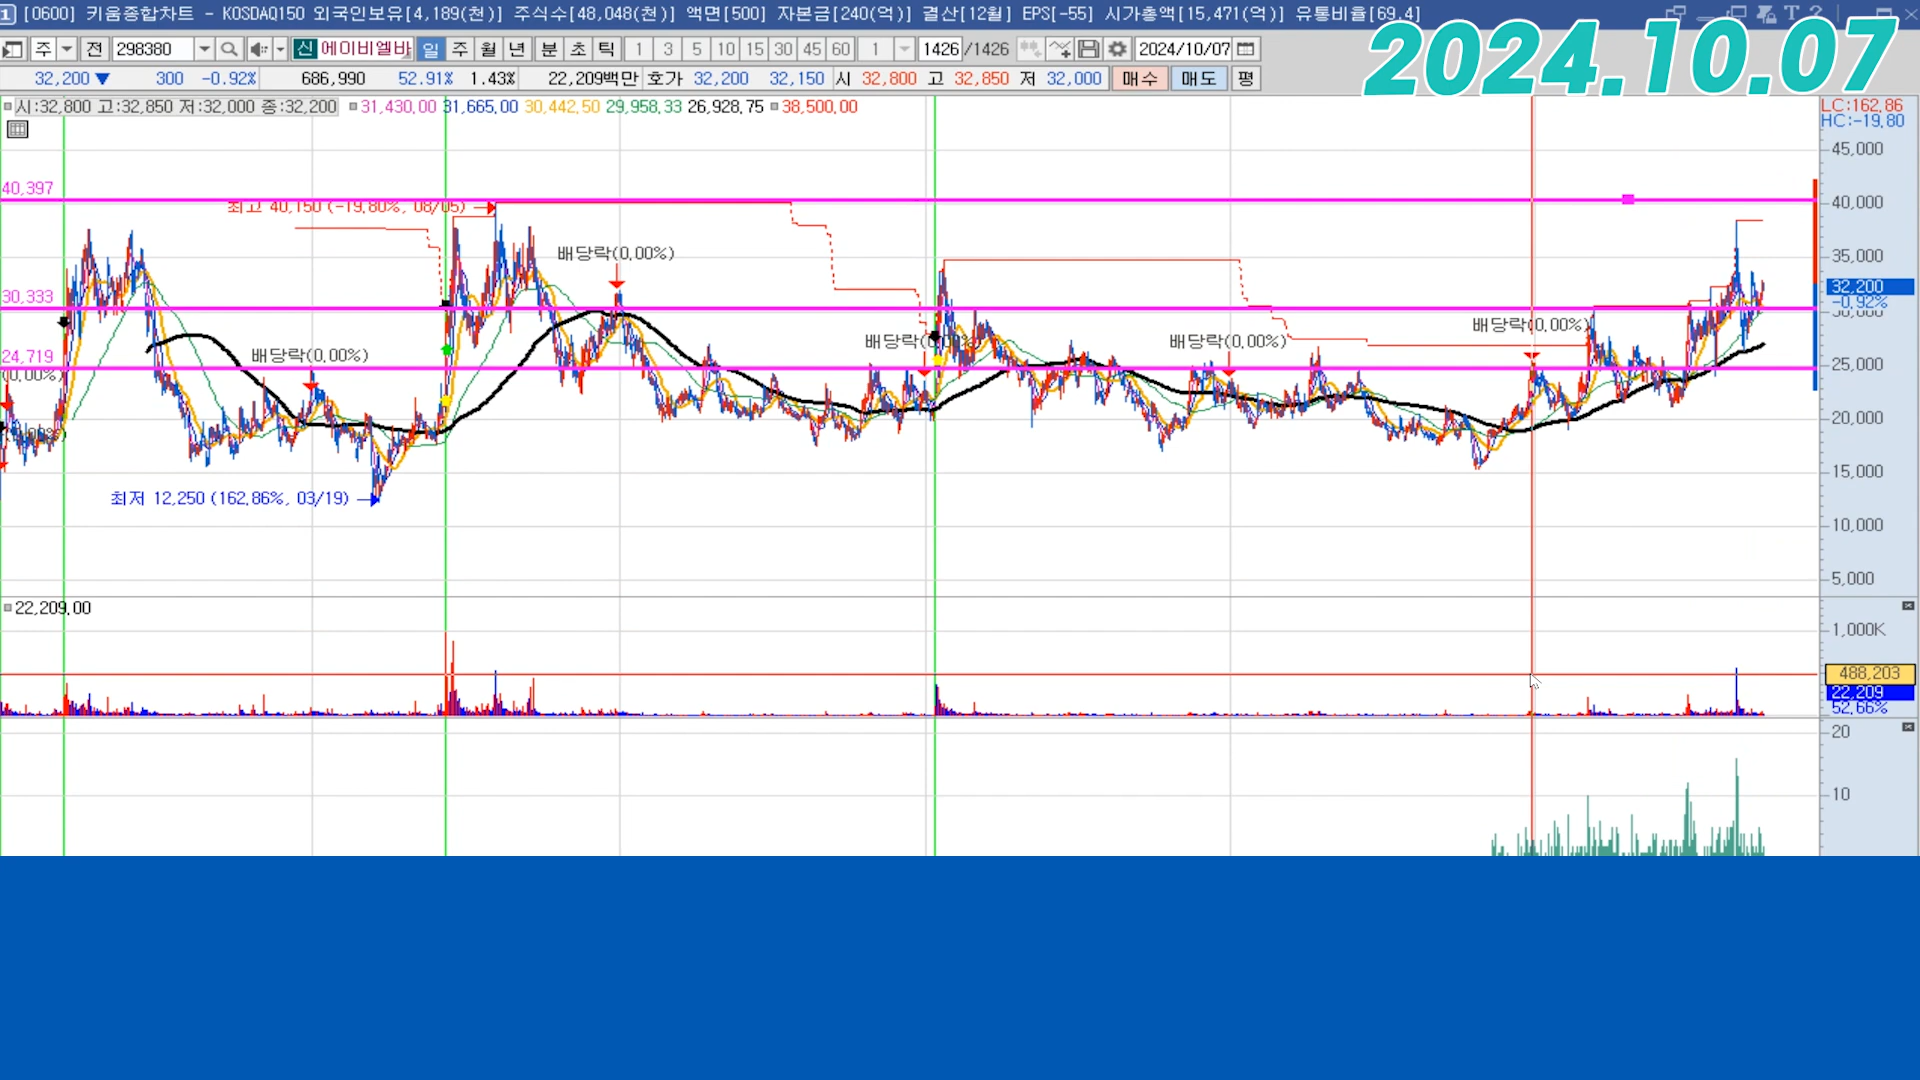 1 [0600] 키움종합차트 - KOSDAQ150 외국인보유[4,189(천)] 주식수[48,048(천)] 액면[500] 자본금[240(억)] 결산[12월] EPS[-55] 시가총액[15,471(억)] 유통비율[69.4]
2024.10.07
주 전 298380 신 에이비엘바 일 주 월 년 분 초 틱 1 3 5 10 15 30 45 60 1 1426 /1426 2024/10/07
32,200 ▼ 300 -0.92% 686,990 52.91% 1.43% 22,209백만 호가 32,200 32,150 시 32,800 고 32,850 저 32,000 매수 매도 평
시:32,800 고:32,850 저:32,000 종:32,200 31,430.00 31,665.00 30,442.50 29,958.33 26,928.75 38,500.00
LC:162.86
HC:-19.80
45,000
40,397
최고 40,150 (-19.80%, 08/05)
40,000
배당락(0.00%)
35,000
32,200
-0.92%
30,333
30,000
배당락(0.00%)
배당락(0.00%)
배당락(0.00%)
배당락(0.00%)
24,719
(0.00%)
25,000
20,000
15,000
최저 12,250 (162.86%, 03/19)
10,000
5,000
22,209.00
1,000K
488,203
22,209
52.66%
20
10